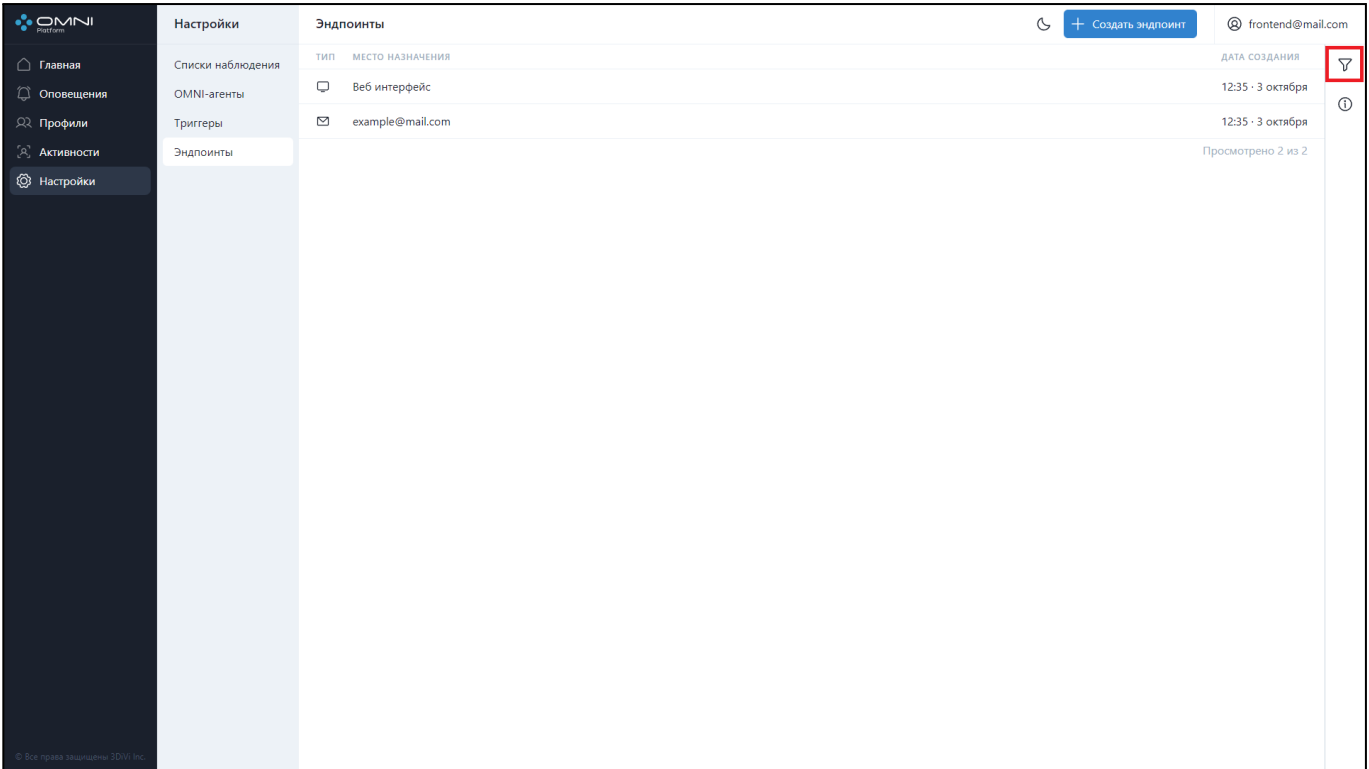 OMNI
Platform
Главная
Оповещения
Профили
Активности
Настройки
© Все права защищены 3DiVi Inc.
Настройки
Списки наблюдения
OMNI-агенты
Триггеры
Эндпоинты
Эндпоинты
Создать эндпоинт
frontend@mail.com
ТИП МЕСТО НАЗНАЧЕНИЯ ДАТА СОЗДАНИЯ
Веб интерфейс 12:35 · 3 октября
example@mail.com 12:35 · 3 октября
Просмотрено 2 из 2